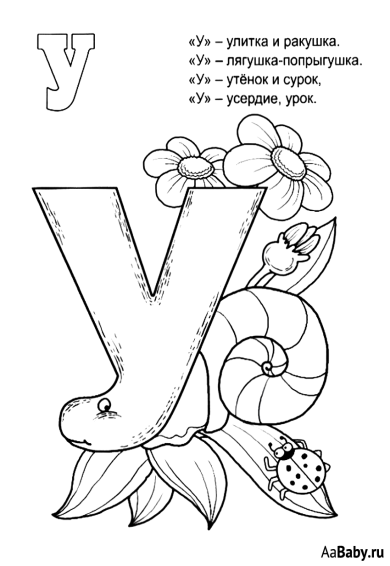 У
«У» – улитка и ракушка.
«У» – лягушка-попрыгушка.
«У» – утёнок и сурок,
«У» – усердие, урок.
У
AaBaby.ru